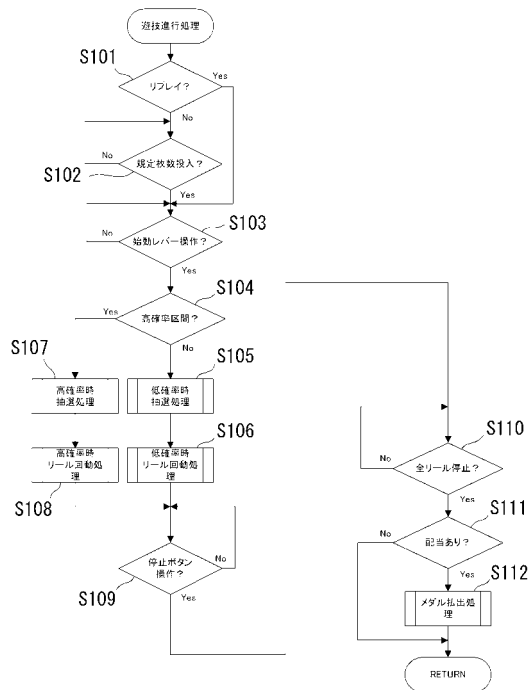 遊技進行処理
S101
リプレイ？
Yes
No
No
規定枚数投入？
S102
Yes
S103
No
始動レバー操作？
Yes
S104
Yes
高確率区間？
No
S107
S105
高確率時
抽選処理
低確率時
抽選処理
S106
高確率時
リール回動処
理
低確率時
リール回動処
理
S108
停止ボタン
操作？
No
S109
Yes
S110
No
全リール停止？
Yes
S111
No
配当あり？
Yes
S112
メダル払出処
理
RETURN